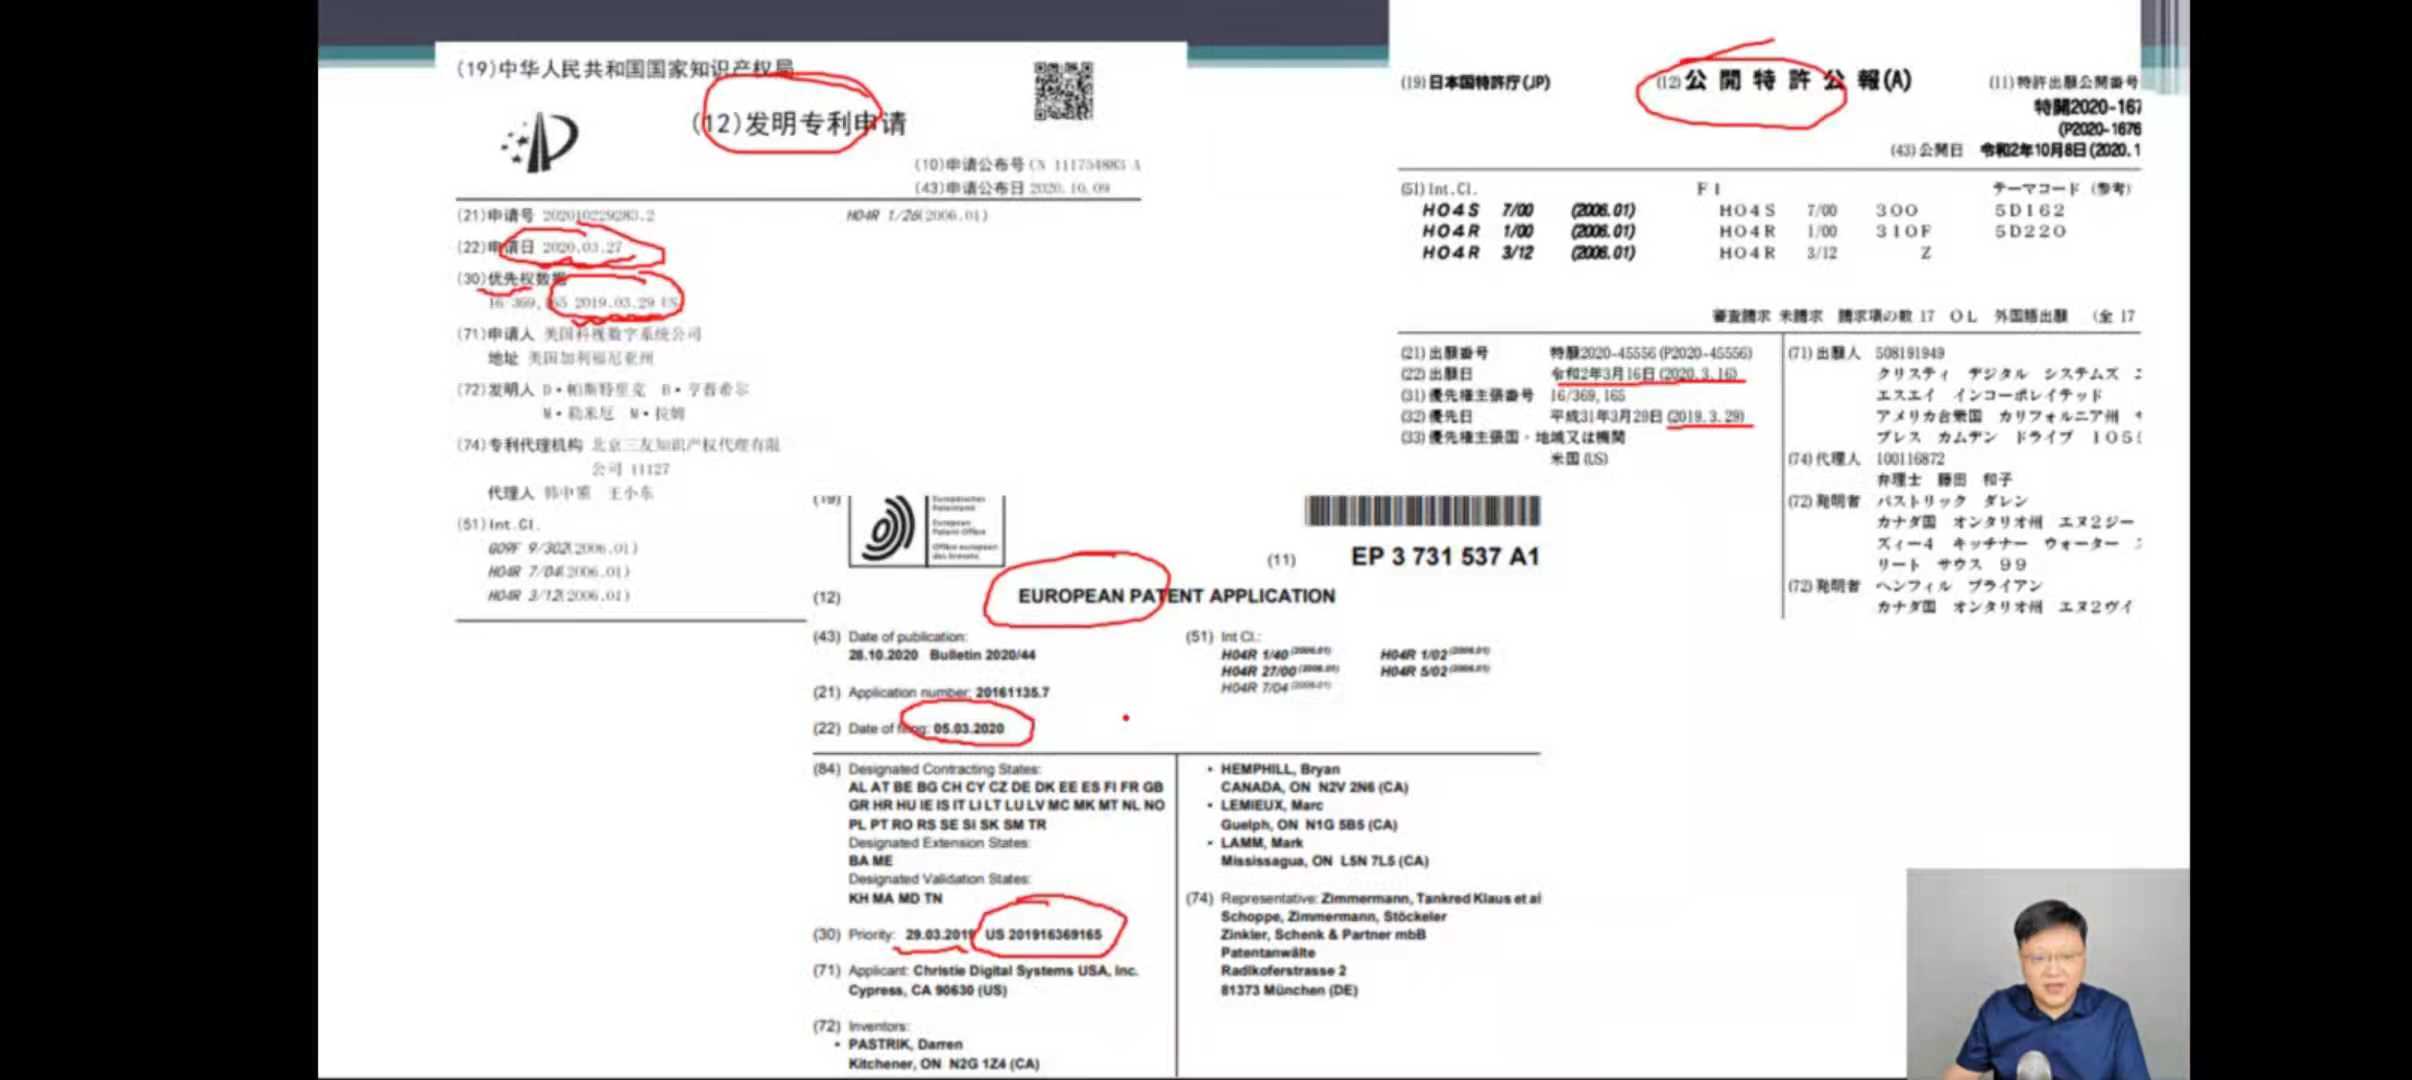 (19)中华人民共和国国家知识产权局
(12)发明专利申请
(10)申请公布号 CN 111754883 A
(43)申请公布日 2020.10.09
(21)申请号 202010229283.2
(22)申请日 2020.03.27
(30)优先权数据
16/369,165 2019.03.29 US
(71)申请人 美国科视数字系统公司
地址 美国加利福尼亚州
(72)发明人 D·帕斯特里克 B·亨普希尔
M·勒米厄 M·拉姆
(74)专利代理机构 北京三友知识产权代理有限
公司 11127
代理人 韩中 王小东
(51)Int.Cl.
G09F 9/302(2006.01)
H04R 7/04(2006.01)
H04R 3/12(2006.01)
H04R 1/26(2006.01)
(19)日本国特許庁(JP)
(12)公開特許公報(A)
(11)特許出願公開番号
特開2020-167
(P2020-1676
(43)公開日 令和2年10月8日(2020.1
(51)Int.Cl. FI テーマコード(参考)
H04S 7/00 (2006.01) H04S 7/00 300 5D162
H04R 1/00 (2006.01) H04R 1/00 310F 5D220
H04R 3/12 (2006.01) H04R 3/12 Z
審査請求 未請求 請求項の数 17 OL 外国語出願 (全 17
(21)出願番号 特願2020-45556(P2020-45556)
(22)出願日 令和2年3月16日(2020.3.16)
(31)優先権主張番号 16/369,165
(32)優先日 平成31年3月29日(2019.3.29)
(33)優先権主張国・地域又は機関
米国(US)
(71)出願人 508191949
クリスティ デジタル システムズ
エスエイ インコーポレイテッド
アメリカ合衆国 カリフォルニア州
プレス カムデン ドライブ 105
(74)代理人 100116872
弁理士 藤田 和子
(72)発明者 パストリック ダレン
カナダ国 オンタリオ州 エヌ2ジー
ズィー4 キッチナー ウォーター
リート サウス 99
(72)発明者 ヘンフィル ブライアン
カナダ国 オンタリオ州 エヌ2ヴイ
(19)
Europäisches
Patentamt
European
Patent Office
Office européen
des brevets
(11) EP 3 731 537 A1
(12) EUROPEAN PATENT APPLICATION
(43) Date of publication:
28.10.2020 Bulletin 2020/44
(21) Application number: 20161135.7
(22) Date of filing: 05.03.2020
(51) Int Cl.:
H04R 1/40 (2006.01) H04R 1/02 (2006.01)
H04R 27/00 (2006.01) H04R 5/02 (2006.01)
H04R 7/04 (2006.01)
(84) Designated Contracting States:
AL AT BE BG CH CY CZ DE DK EE ES FI FR GB
GR HR HU IE IS IT LI LT LU LV MC MK MT NL NO
PL PT RO RS SE SI SK SM TR
Designated Extension States:
BA ME
Designated Validation States:
KH MA MD TN
(30) Priority: 29.03.2019 US 201916369165
(71) Applicant: Christie Digital Systems USA, Inc.
Cypress, CA 90630 (US)
(72) Inventors:
• PASTRIK, Darren
Kitchener, ON N2G 1Z4 (CA)
• HEMPHILL, Bryan
CANADA, ON N2V 2N6 (CA)
• LEMIEUX, Marc
Guelph, ON N1G 5B5 (CA)
• LAMM, Mark
Mississagua, ON L5N 7L5 (CA)
(74) Representative: Zimmermann, Tankred Klaus et al
Schoppe, Zimmermann, Stöckeler
Zinkler, Schenk & Partner mbB
Patentanwälte
Radlkoferstrasse 2
81373 München (DE)